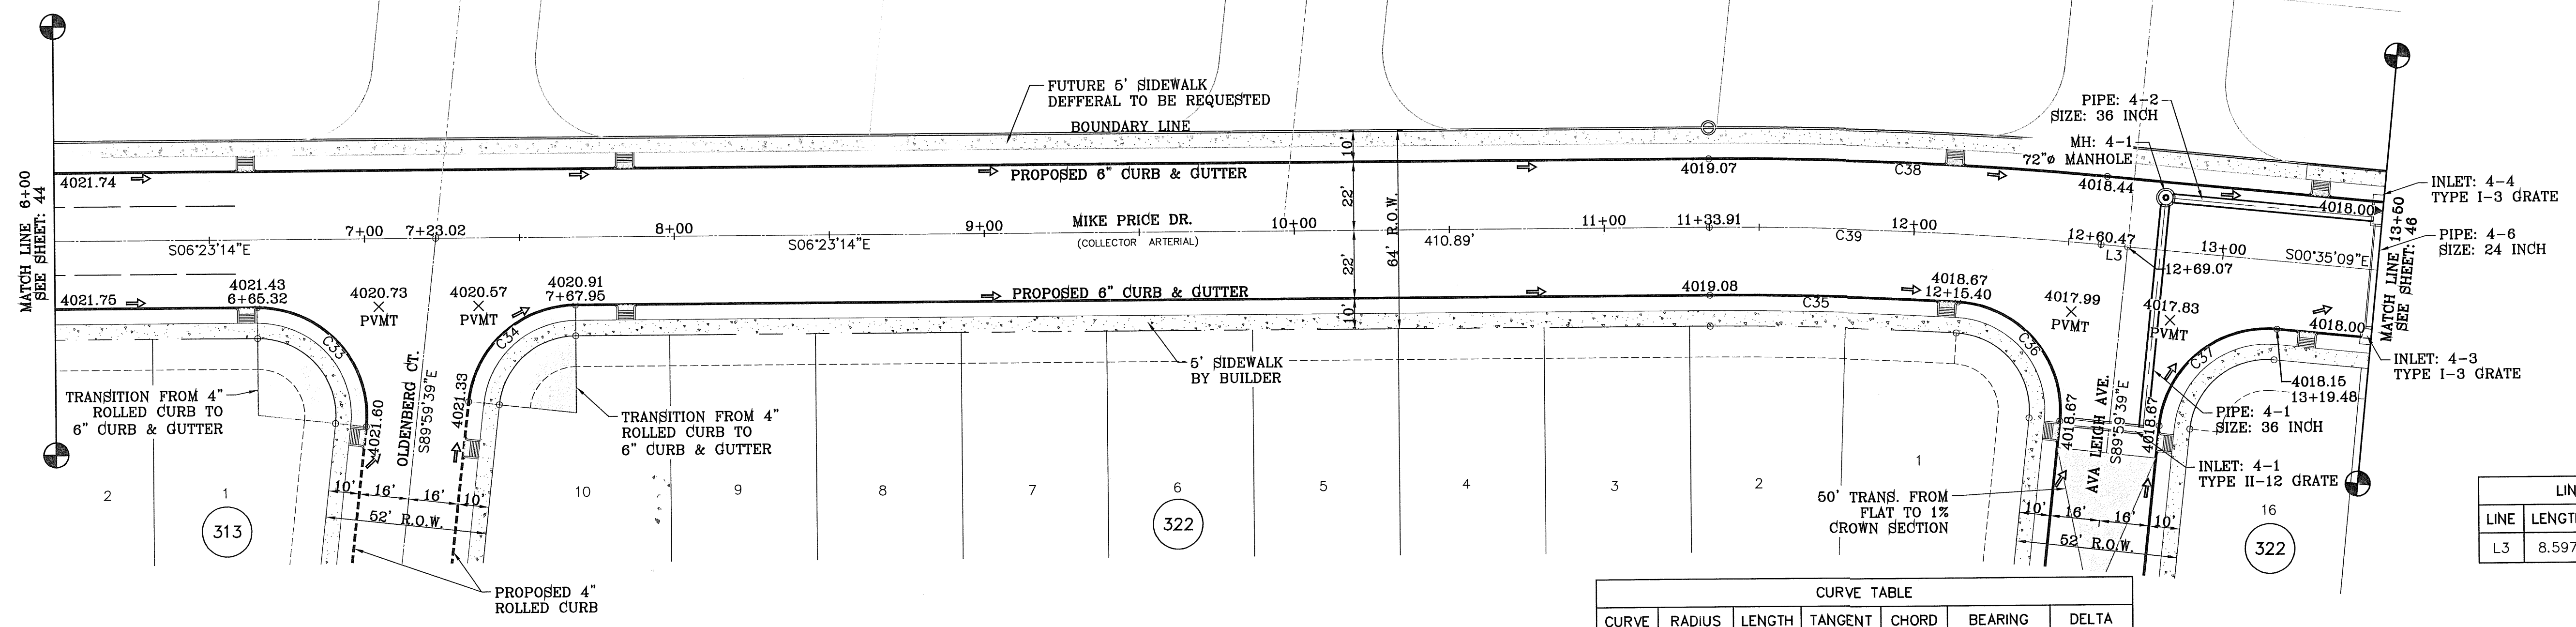 FUTURE 5' SIDEWALK
DEFFERAL TO BE REQUESTED
BOUNDARY LINE
PIPE: 4-2
SIZE: 36 INCH
MH: 4-1
72"ø MANHOLE
INLET: 4-4
TYPE I-3 GRATE
PIPE: 4-6
SIZE: 24 INCH
MATCH LINE 6+00
SEE SHEET: 44
4021.74
PROPOSED 6" CURB & GUTTER
4019.07
C38
4018.44
4018.00
MATCH LINE 13+50
SEE SHEET: 46
10'
22'
22'
10'
64' R.O.W.
S06°23'14"E
7+00
7+23.02
8+00
S06°23'14"E
9+00
MIKE PRICE DR.
(COLLECTOR ARTERIAL)
10+00
410.89'
11+00
11+33.91
C39
12+00
12+60.47
L3
12+69.07
13+00
S00°35'09"E
4021.75
4021.43
6+65.32
4020.73
PVMT
4020.57
PVMT
4020.91
7+67.95
PROPOSED 6" CURB & GUTTER
4019.08
C35
4018.67
12+15.40
4017.99
PVMT
4017.83
PVMT
4018.00
INLET: 4-3
TYPE I-3 GRATE
C33
C34
C36
C37
4018.15
13+19.48
5' SIDEWALK
BY BUILDER
TRANSITION FROM 4"
ROLLED CURB TO
6" CURB & GUTTER
4021.60
OLDENBERG CT.
S89°59'39"E
4021.33
TRANSITION FROM 4"
ROLLED CURB TO
6" CURB & GUTTER
4018.67
AVA LEIGH AVE.
S89°59'39"E
4018.67
PIPE: 4-1
SIZE: 36 INCH
INLET: 4-1
TYPE II-12 GRATE
50' TRANS. FROM
FLAT TO 1%
CROWN SECTION
2
1
10
9
8
7
6
5
4
3
2
1
16
10'
16'
16'
10'
52' R.O.W.
10'
16'
16'
10'
52' R.O.W.
313
322
322
PROPOSED 4"
ROLLED CURB
LINE LENGTH
L3 8.597
CURVE TABLE
CURVE RADIUS LENGTH TANGENT CHORD BEARING DELTA